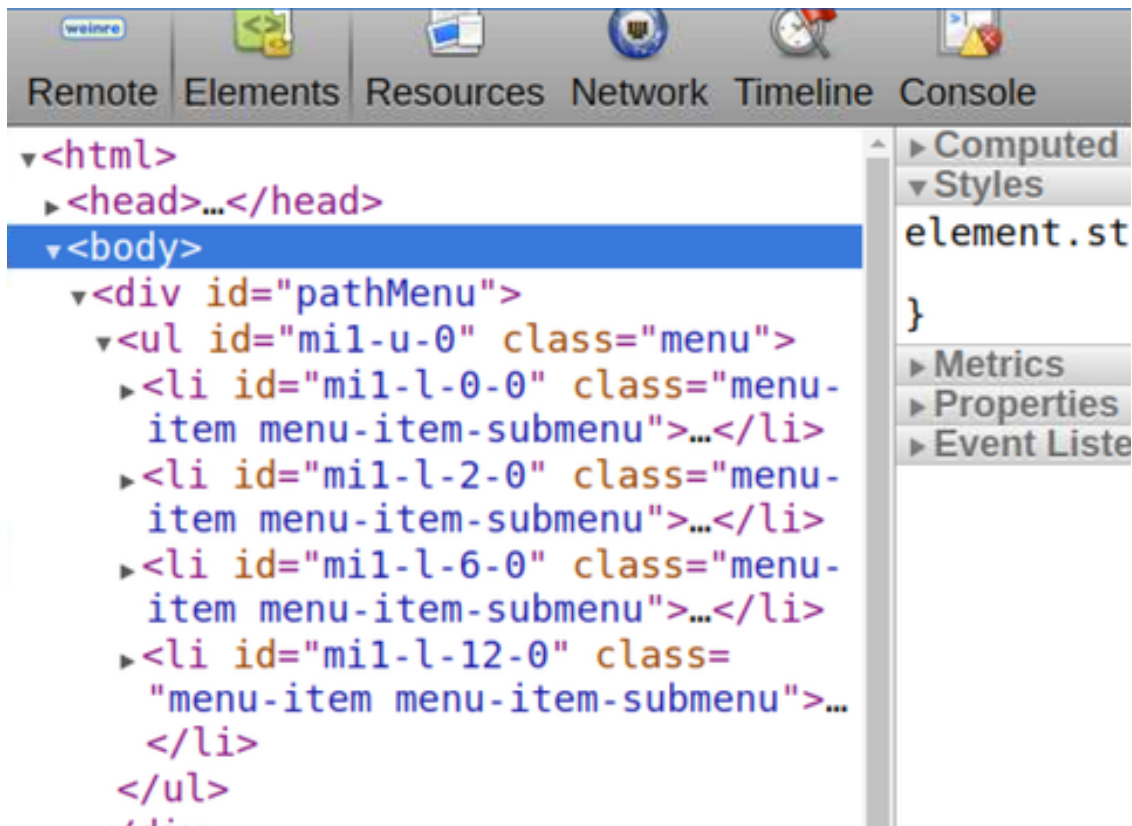 weinre
Remote Elements Resources Network Timeline Console
▼<html>
▶<head>…</head>
▼<body>
▼<div id="pathMenu">
▼<ul id="mi1-u-0" class="menu">
▶<li id="mi1-l-0-0" class="menu-
item menu-item-submenu">…</li>
▶<li id="mi1-l-2-0" class="menu-
item menu-item-submenu">…</li>
▶<li id="mi1-l-6-0" class="menu-
item menu-item-submenu">…</li>
▶<li id="mi1-l-12-0" class=
"menu-item menu-item-submenu">…
</li>
</ul>
▶Computed
▼Styles
element.st
}
▶Metrics
▶Properties
▶Event Liste